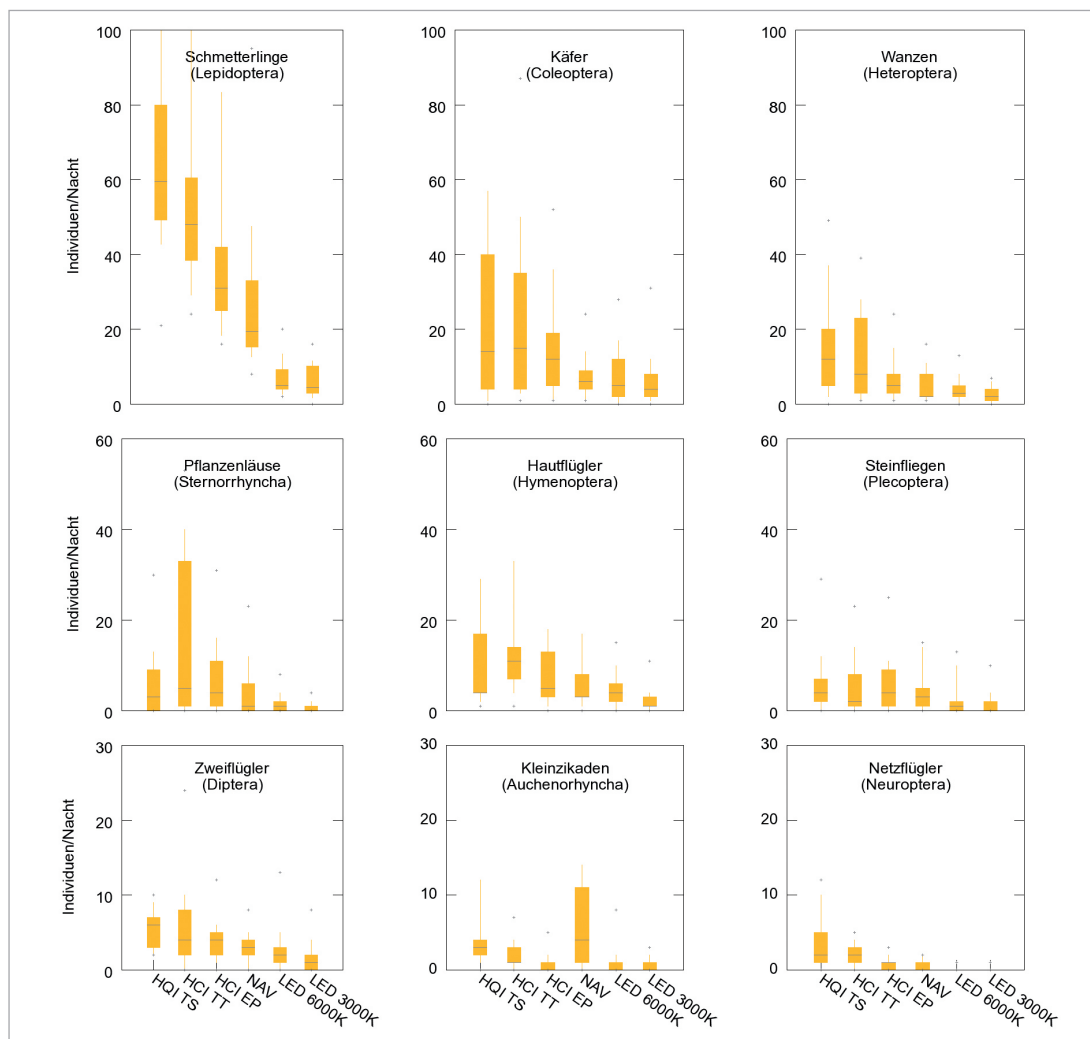 Schmetterlinge
(Lepidoptera)
Käfer
(Coleoptera)
Wanzen
(Heteroptera)
Individuen/Nacht
100
80
60
40
20
0
100
80
60
40
20
0
100
80
60
40
20
0
Pflanzenläuse
(Sternorrhyncha)
Hautflügler
(Hymenoptera)
Steinfliegen
(Plecoptera)
Individuen/Nacht
60
40
20
0
60
40
20
0
60
40
20
0
Zweiflügler
(Diptera)
Kleinzikaden
(Auchenorhyncha)
Netzflügler
(Neuroptera)
Individuen/Nacht
30
20
10
0
30
20
10
0
30
20
10
0
HQI TS
HCI TT
HCI EP
NAV
LED 6000K
LED 3000K
HQI TS
HCI TT
HCI EP
NAV
LED 6000K
LED 3000K
HQI TS
HCI TT
HCI EP
NAV
LED 6000K
LED 3000K